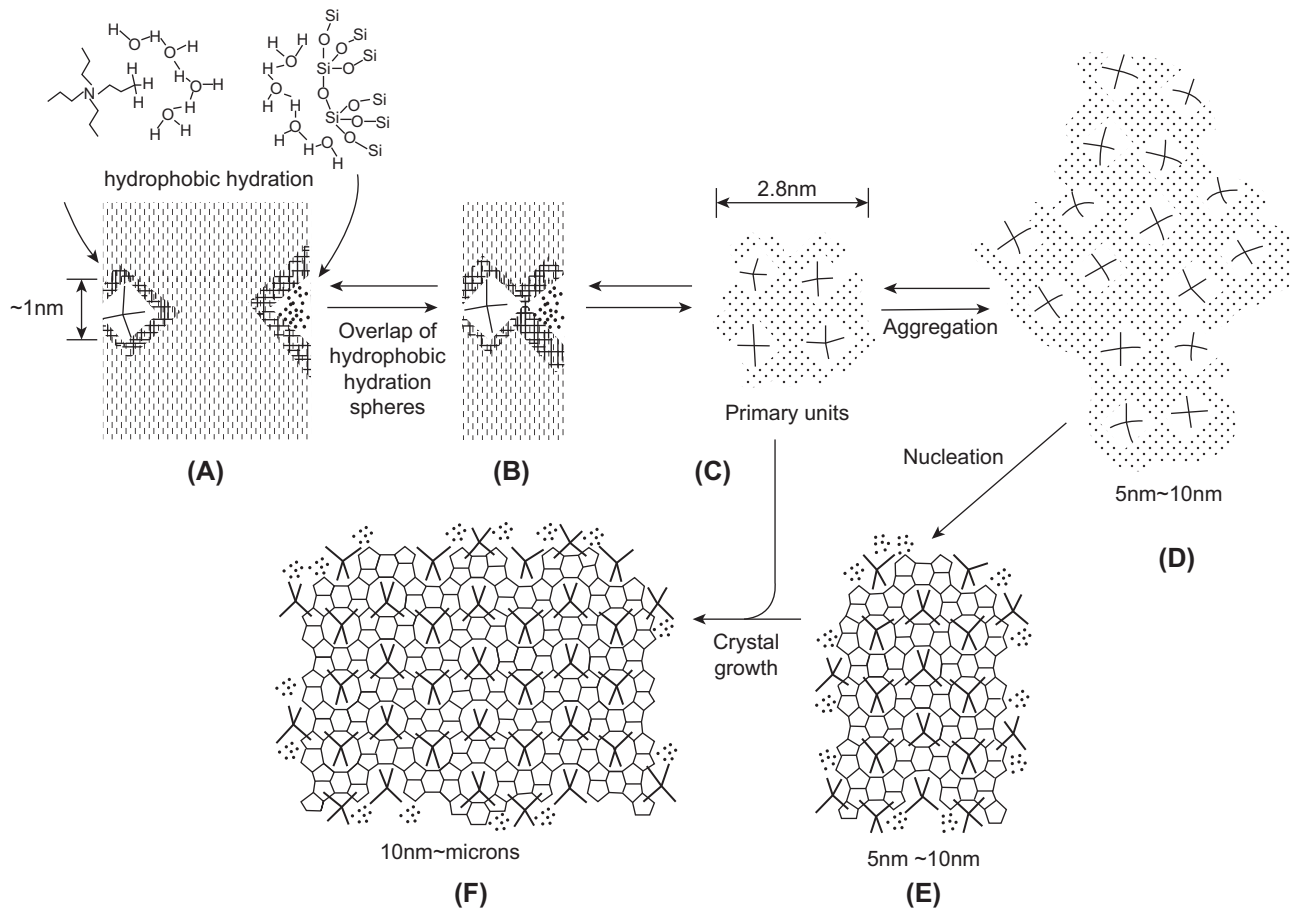 Si
O
Si
H
H
O
H
H
O
O
Si
H
H
H
O
H
O
Si
O
Si
H
H
H
O
H
H
N
H
H
O
H
O
Si
H
H
H
O
Si
O
Si
O
H
O
O
H
H
O
H
H
O
H
Si
hydrophobic hydration
2.8nm
~1nm
Overlap of
hydrophobic
hydration
spheres
Aggregation
Primary units
(A)
(B)
(C)
Nucleation
5nm~10nm
(D)
Crystal
growth
10nm~microns
5nm ~10nm
(F)
(E)